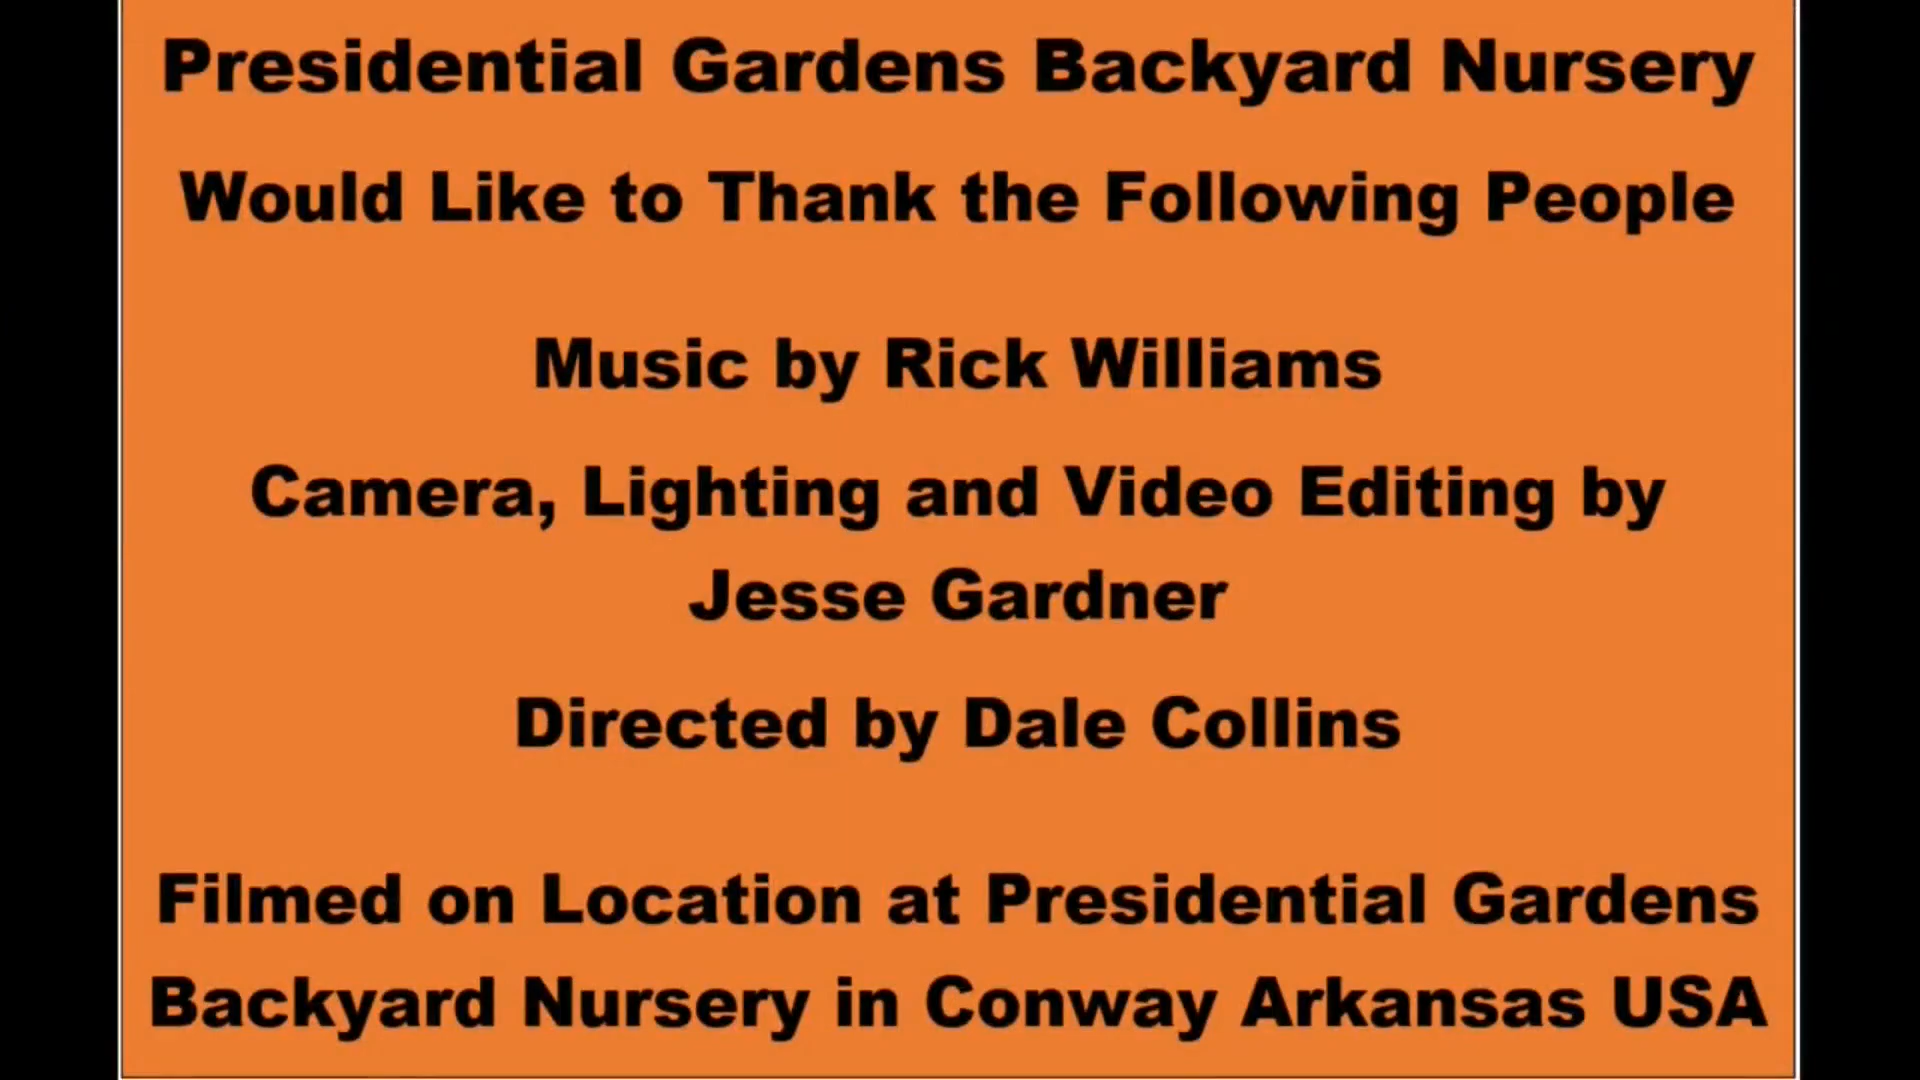 Presidential Gardens Backyard Nursery
Would Like to Thank the Following People
Music by Rick Williams
Camera, Lighting and Video Editing by
Jesse Gardner
Directed by Dale Collins
Filmed on Location at Presidential Gardens
Backyard Nursery in Conway Arkansas USA